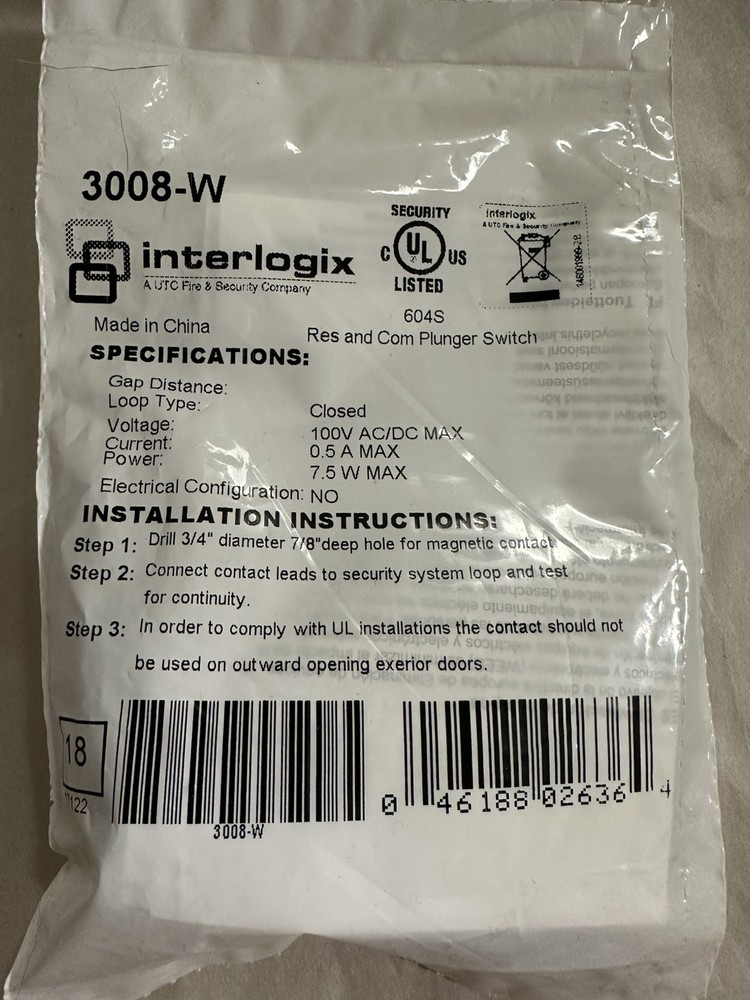 3008-W
interlogix
A UTC Fire & Security Company
SECURITY
C UL US
LISTED
604S
interlogix
A UTC Fire & Security Company
146001999-2B
Made in China
Res and Com Plunger Switch
SPECIFICATIONS:
Gap Distance:
Loop Type: Closed
Voltage: 100V AC/DC MAX
Current: 0.5 A MAX
Power: 7.5 W MAX
Electrical Configuration: NO
INSTALLATION INSTRUCTIONS:
Step 1: Drill 3/4" diameter 7/8"deep hole for magnetic contact.
Step 2: Connect contact leads to security system loop and test
for continuity.
Step 3: In order to comply with UL installations the contact should not
be used on outward opening exerior doors.
18
122
3008-W
0 46188 02636 4